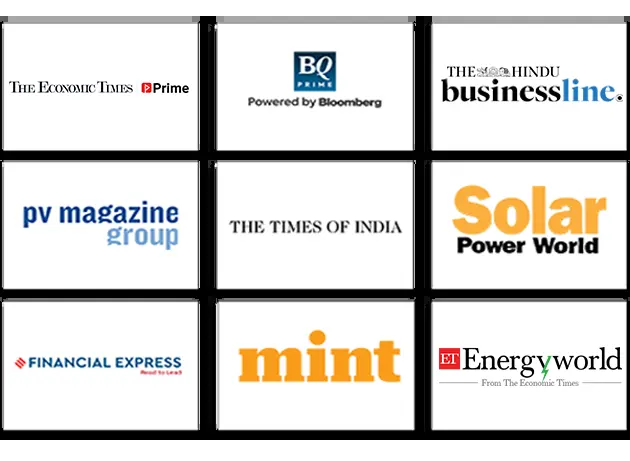 THE ECONOMIC TIMES Prime
BQ
PRIME
Powered by Bloomberg
THE HINDU
businessline.
pv magazine
group
THE TIMES OF INDIA
Solar
Power World
FINANCIAL EXPRESS
Read to Lead
mint
ET Energyworld
From The Economic Times